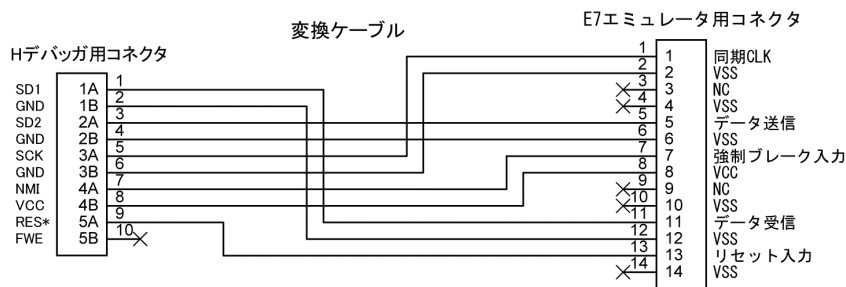 変換ケーブル
Hデバッガ用コネクタ
SD1 1A 1
GND 1B 2
SD2 2A 3
GND 2B 4
SCK 3A 5
GND 3B 6
NMI 4A 7
VCC 4B 8
RES* 5A 9
FWE 5B 10
E7エミュレータ用コネクタ
1 1 同期CLK
2 2 VSS
3 3 NC
4 4 VSS
5 5 データ送信
6 6 VSS
7 7 強制ブレーク入力
8 8 VCC
9 9 NC
10 10 VSS
11 11 データ受信
12 12 VSS
13 13 リセット入力
14 14 VSS